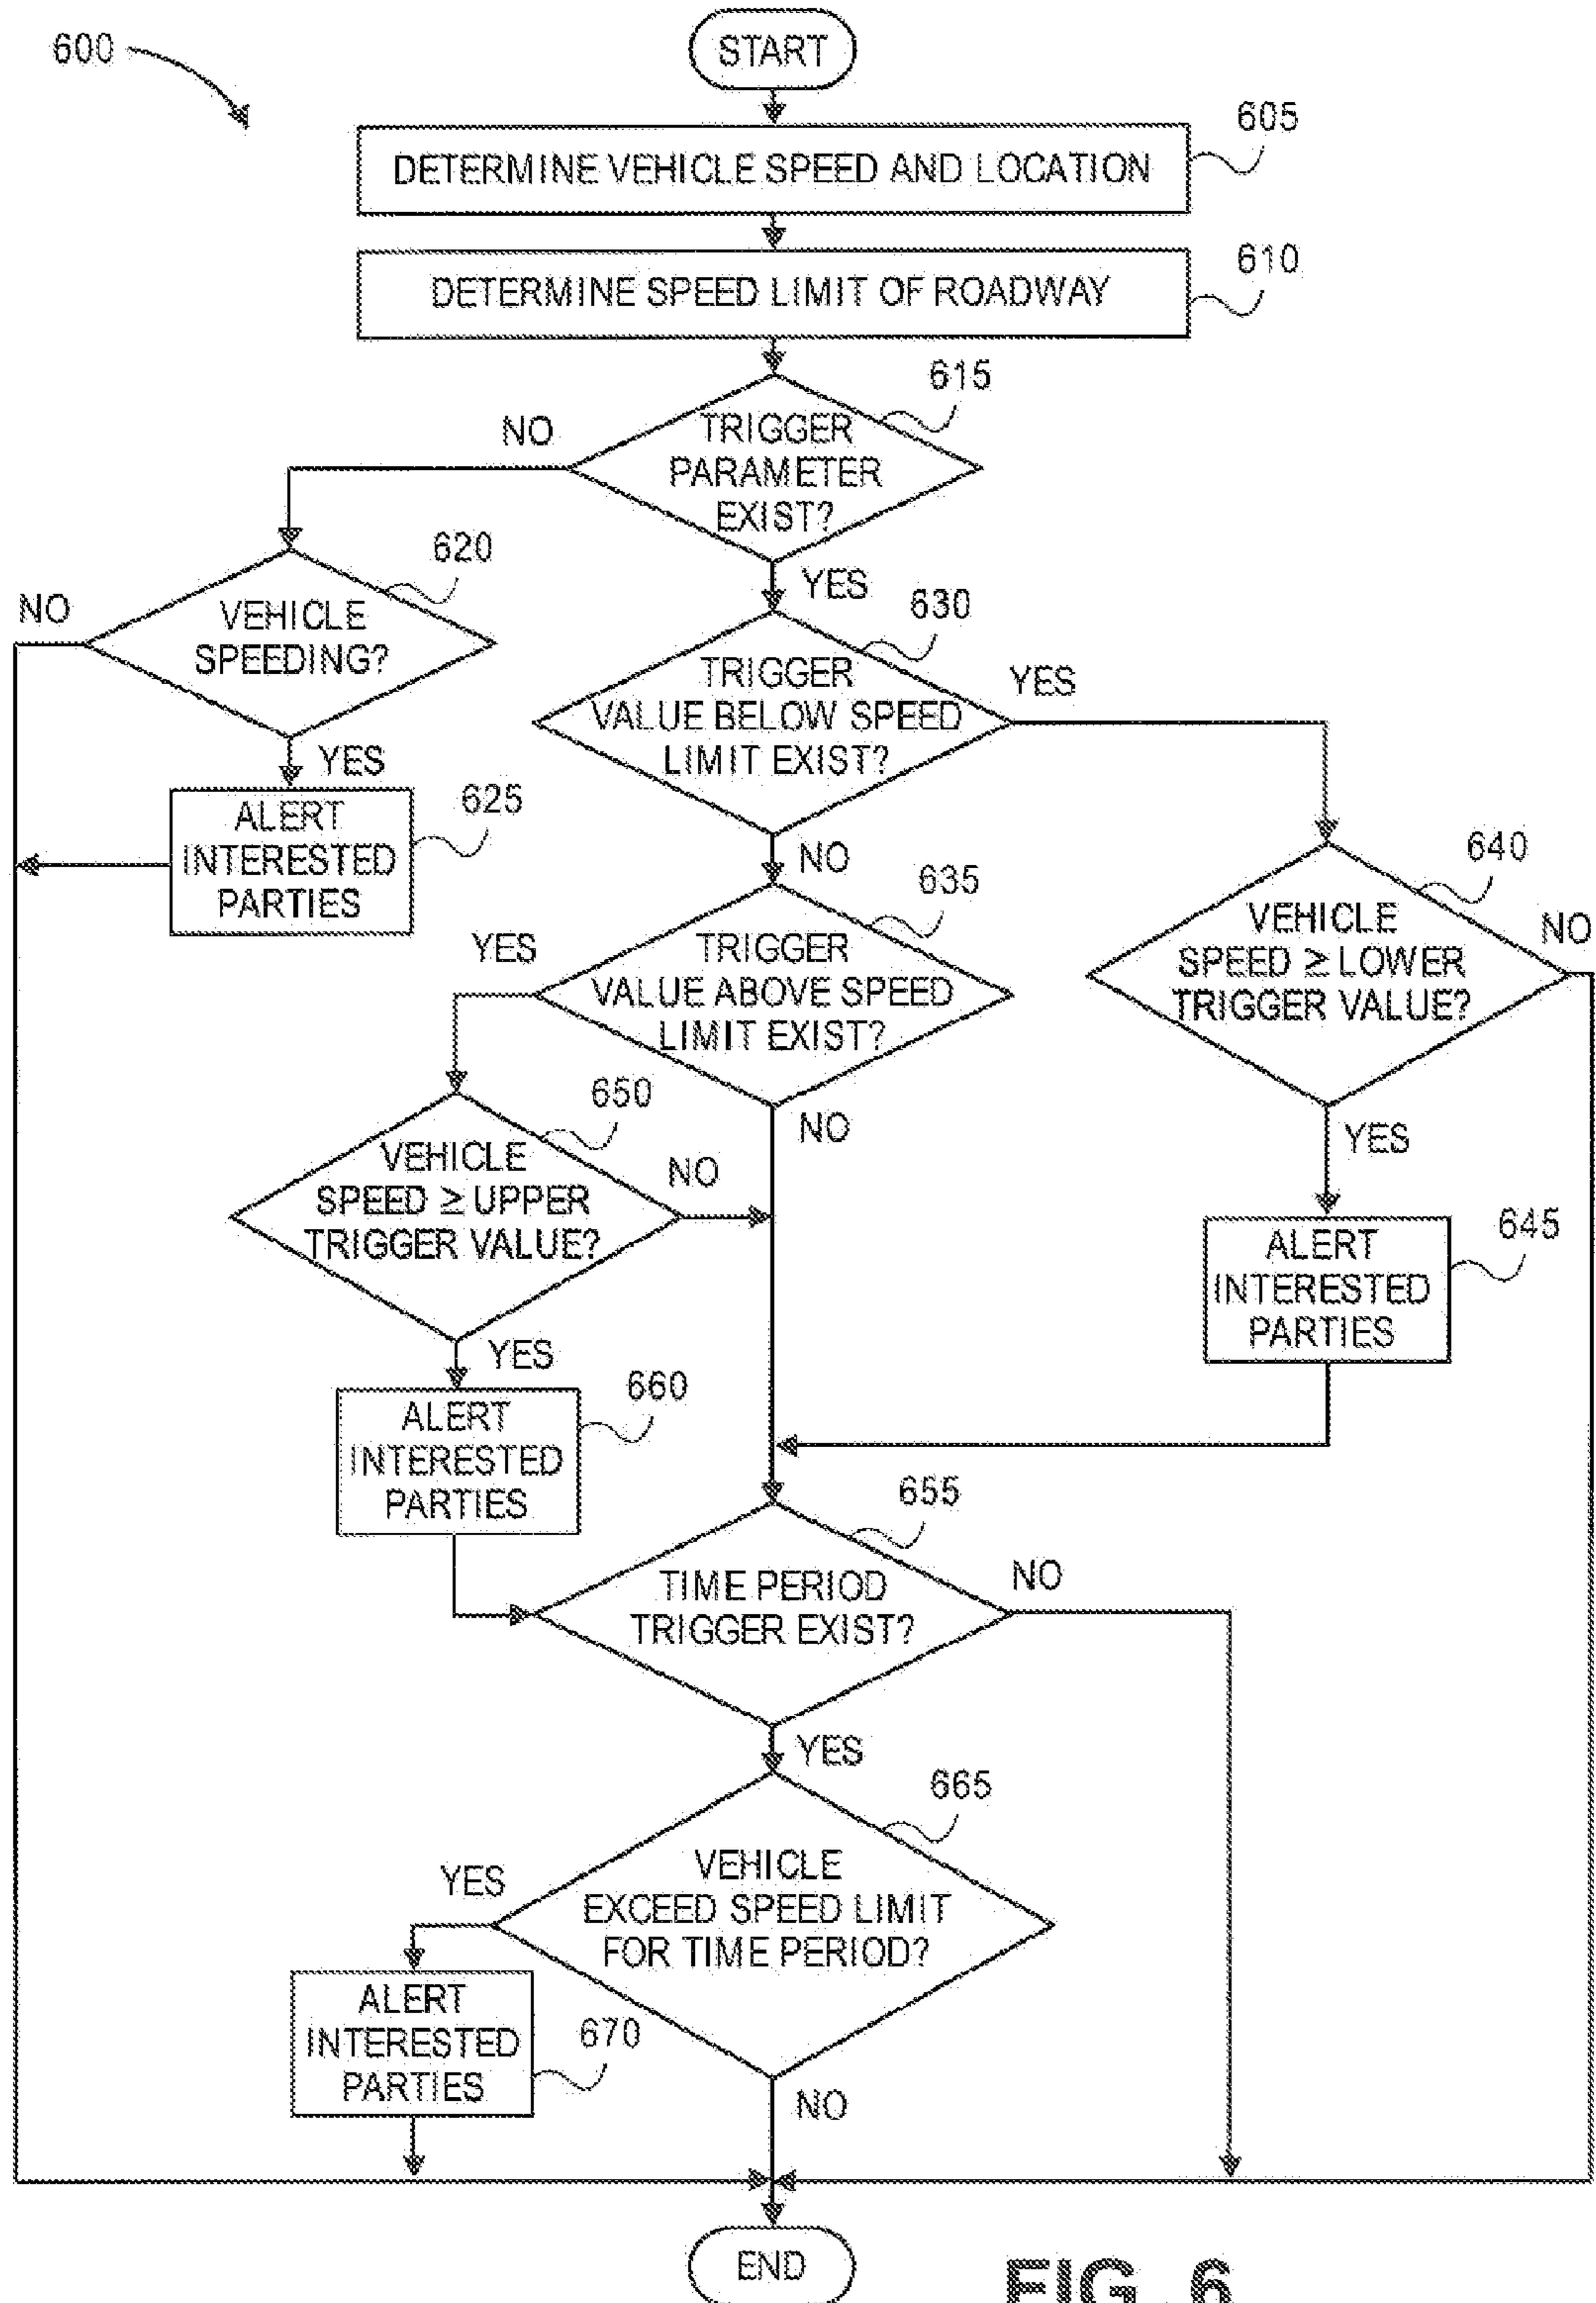 600
START
605
DETERMINE VEHICLE SPEED AND LOCATION
610
DETERMINE SPEED LIMIT OF ROADWAY
615
NO
TRIGGER
PARAMETER
EXIST?
620
YES
630
NO
VEHICLE
SPEEDING?
TRIGGER
VALUE BELOW SPEED
LIMIT EXIST?
YES
YES
625
ALERT
INTERESTED
PARTIES
NO
635
640
YES
TRIGGER
VALUE ABOVE SPEED
LIMIT EXIST?
VEHICLE
SPEED ≥ LOWER
TRIGGER VALUE?
NO
650
NO
YES
VEHICLE
SPEED ≥ UPPER
TRIGGER VALUE?
NO
645
ALERT
INTERESTED
PARTIES
YES
660
ALERT
INTERESTED
PARTIES
655
TIME PERIOD
TRIGGER EXIST?
NO
YES
665
YES
VEHICLE
EXCEED SPEED LIMIT
FOR TIME PERIOD?
ALERT
INTERESTED
PARTIES
670
NO
END
FIG. 6